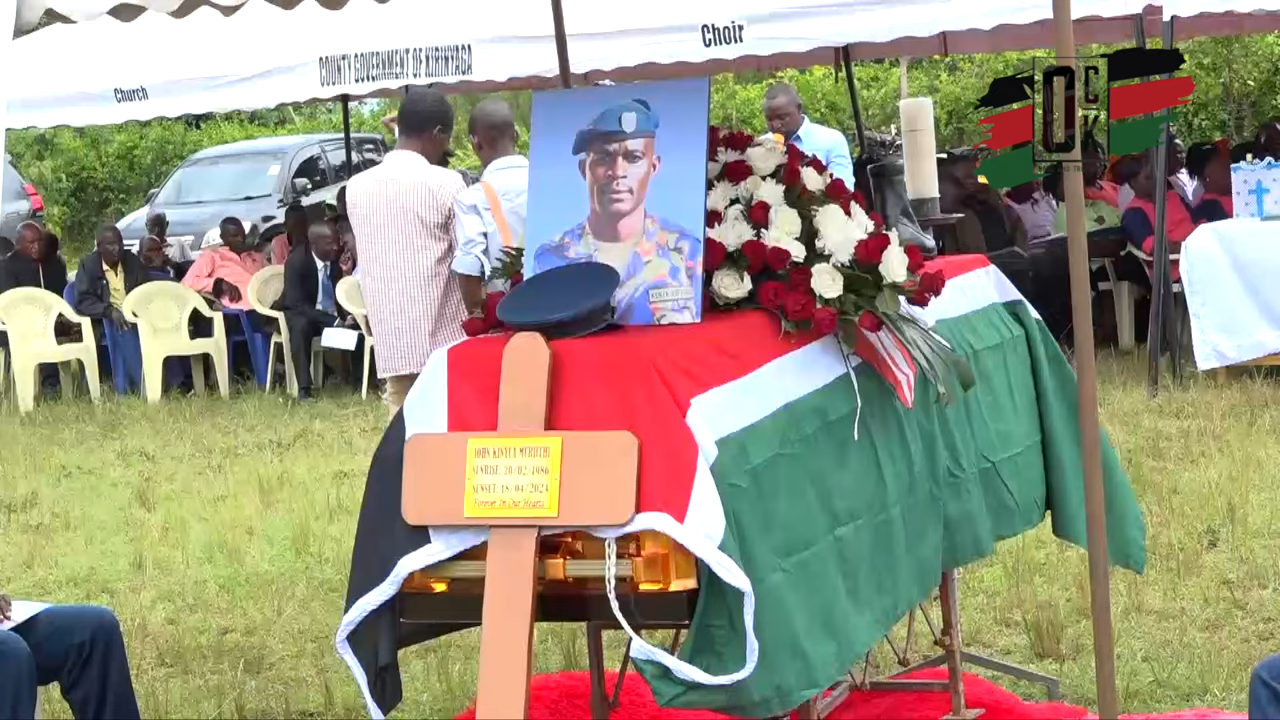 Church
COUNTY GOVERNMENT OF KIRINYAGA
Choir
JOHN KINYUA MURIITHI
SUNRISE: 20/02/1986
SUNSET: 18/04/2024
Forever In Our Hearts